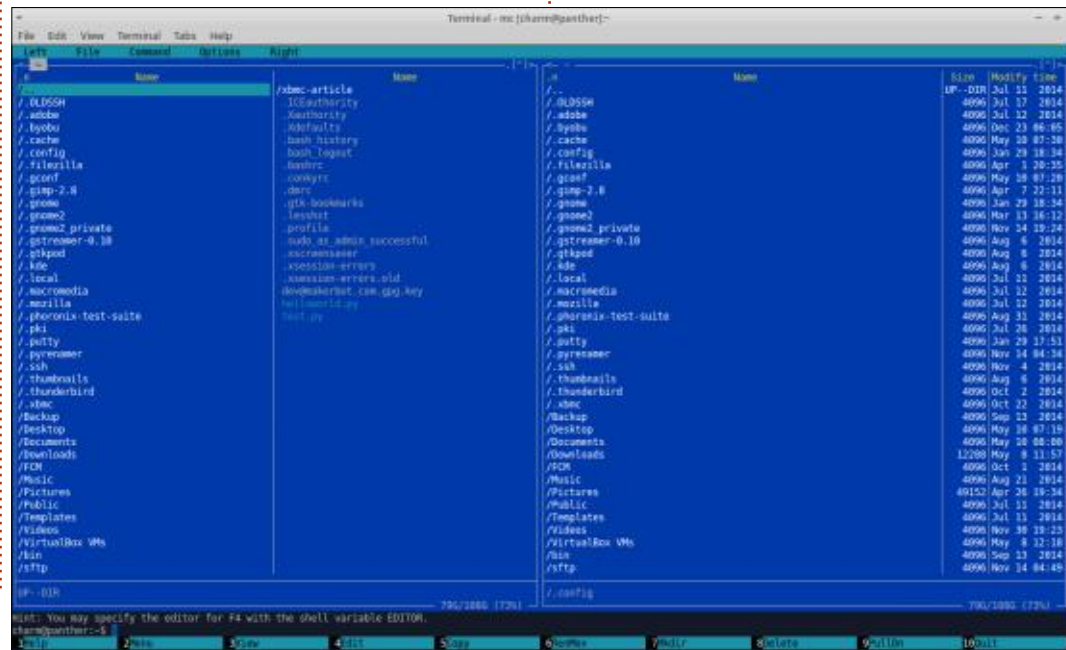 Terminal - mc [charm@panther]:~
File Edit View Terminal Tabs Help
Left File Command Options Right
.n Name Name
/..
/.OLDSSH
/.adobe
/.byobu
/.cache
/.config
/.filezilla
/.gconf
/.gimp-2.8
/.gnome
/.gnome2
/.gnome2_private
/.gstreamer-0.10
/.gtkpod
/.kde
/.local
/.macromedia
/.mozilla
/.phoronix-test-suite
/.pki
/.putty
/.pyrenamer
/.ssh
/.thumbnails
/.thunderbird
/.xbmc
/Backup
/Desktop
/Documents
/Downloads
/FCM
/Music
/Pictures
/Public
/Templates
/Videos
/VirtualBox VMs
/bin
/sftp
/xbmc-article
.ICEauthority
.Xauthority
.Xdefaults
.bash_history
.bash_logout
.bashrc
.conkyrc
.dmrc
.gtk-bookmarks
.lesshst
.profile
.sudo_as_admin_successful
.xscreensaver
.xsession-errors
.xsession-errors.old
dev@makerbot_com.gpg.key
helloworld.py
test.py
UP--DIR
79G/108G (73%)
.n Name Size Modify time
/.. UP--DIR Jul 11 2014
/.OLDSSH 4096 Jul 17 2014
/.adobe 4096 Jul 12 2014
/.byobu 4096 Dec 23 06:05
/.cache 4096 May 10 07:30
/.config 4096 Jan 29 18:34
/.filezilla 4096 Apr 1 20:35
/.gconf 4096 May 10 07:20
/.gimp-2.8 4096 Apr 7 22:11
/.gnome 4096 Jan 29 18:34
/.gnome2 4096 Mar 13 16:12
/.gnome2_private 4096 Nov 14 19:24
/.gstreamer-0.10 4096 Aug 6 2014
/.gtkpod 4096 Aug 6 2014
/.kde 4096 Aug 6 2014
/.local 4096 Jul 11 2014
/.macromedia 4096 Jul 12 2014
/.mozilla 4096 Jul 12 2014
/.phoronix-test-suite 4096 Aug 31 2014
/.pki 4096 Jul 26 2014
/.putty 4096 Jan 29 17:51
/.pyrenamer 4096 Nov 14 04:34
/.ssh 4096 Nov 4 2014
/.thumbnails 4096 Aug 6 2014
/.thunderbird 4096 Oct 2 2014
/.xbmc 4096 Oct 22 2014
/Backup 4096 Sep 13 2014
/Desktop 4096 May 10 07:19
/Documents 4096 May 10 08:00
/Downloads 12288 May 8 11:57
/FCM 4096 Oct 1 2014
/Music 4096 Aug 21 2014
/Pictures 49152 Apr 26 19:34
/Public 4096 Jul 11 2014
/Templates 4096 Jul 11 2014
/Videos 4096 Nov 30 19:23
/VirtualBox VMs 4096 May 8 12:18
/bin 4096 Sep 13 2014
/sftp 4096 Nov 14 04:49
/.config
79G/108G (73%)
Hint: You may specify the editor for F4 with the shell variable EDITOR.
charm@panther:~$
1Help 2Menu 3View 4Edit 5Copy 6RenMov 7Mkdir 8Delete 9PullDn 10Quit